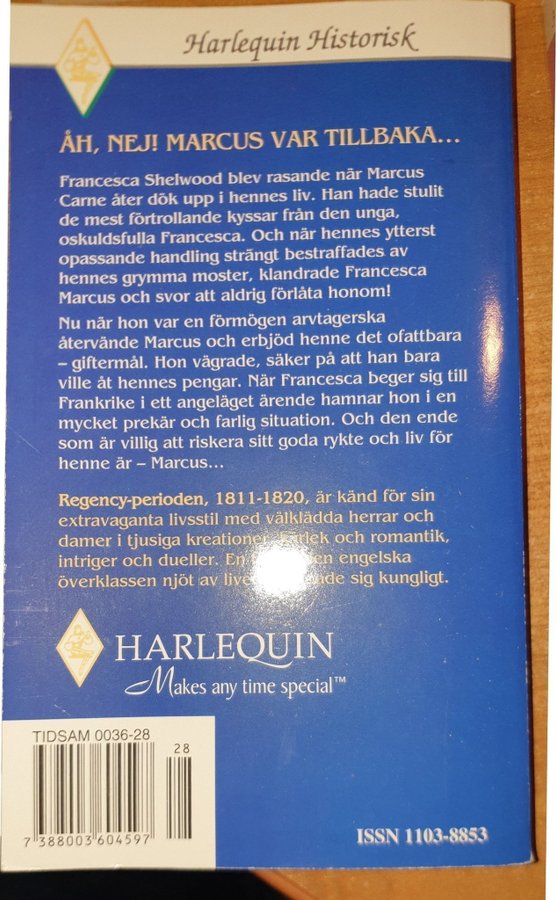 Harlequin Historisk
ÅH, NEJ! MARCUS VAR TILLBAKA...
Francesca Shelwood blev rasande när Marcus
Carne åter dök upp i hennes liv. Han hade stulit
de mest förtrollande kyssar från den unga,
oskuldsfulla Francesca. Och när hennes ytterst
opassande handling strängt bestraffades av
hennes grymma moster, klandrade Francesca
Marcus och svor att aldrig förlåta honom!
Nu när hon var en förmögen arvtagerska
återvände Marcus och erbjöd henne det ofattbara
– giftermål. Hon vägrade, säker på att han bara
ville åt hennes pengar. När Francesca beger sig till
Frankrike i ett angeläget ärende hamnar hon i en
mycket prekär och farlig situation. Och den ende
som är villig att riskera sitt goda rykte och liv för
henne är – Marcus...
Regency-perioden, 1811-1820, är känd för sin
extravaganta livsstil med välklädda herrar och
damer i tjusiga kreationer. Kärlek och romantik,
intriger och dueller. En engelska
överklassen njöt av sig kungligt.
HARLEQUIN
Makes any time special™
TIDSAM 0036-28
28
7 388003 604597
ISSN 1103-8853